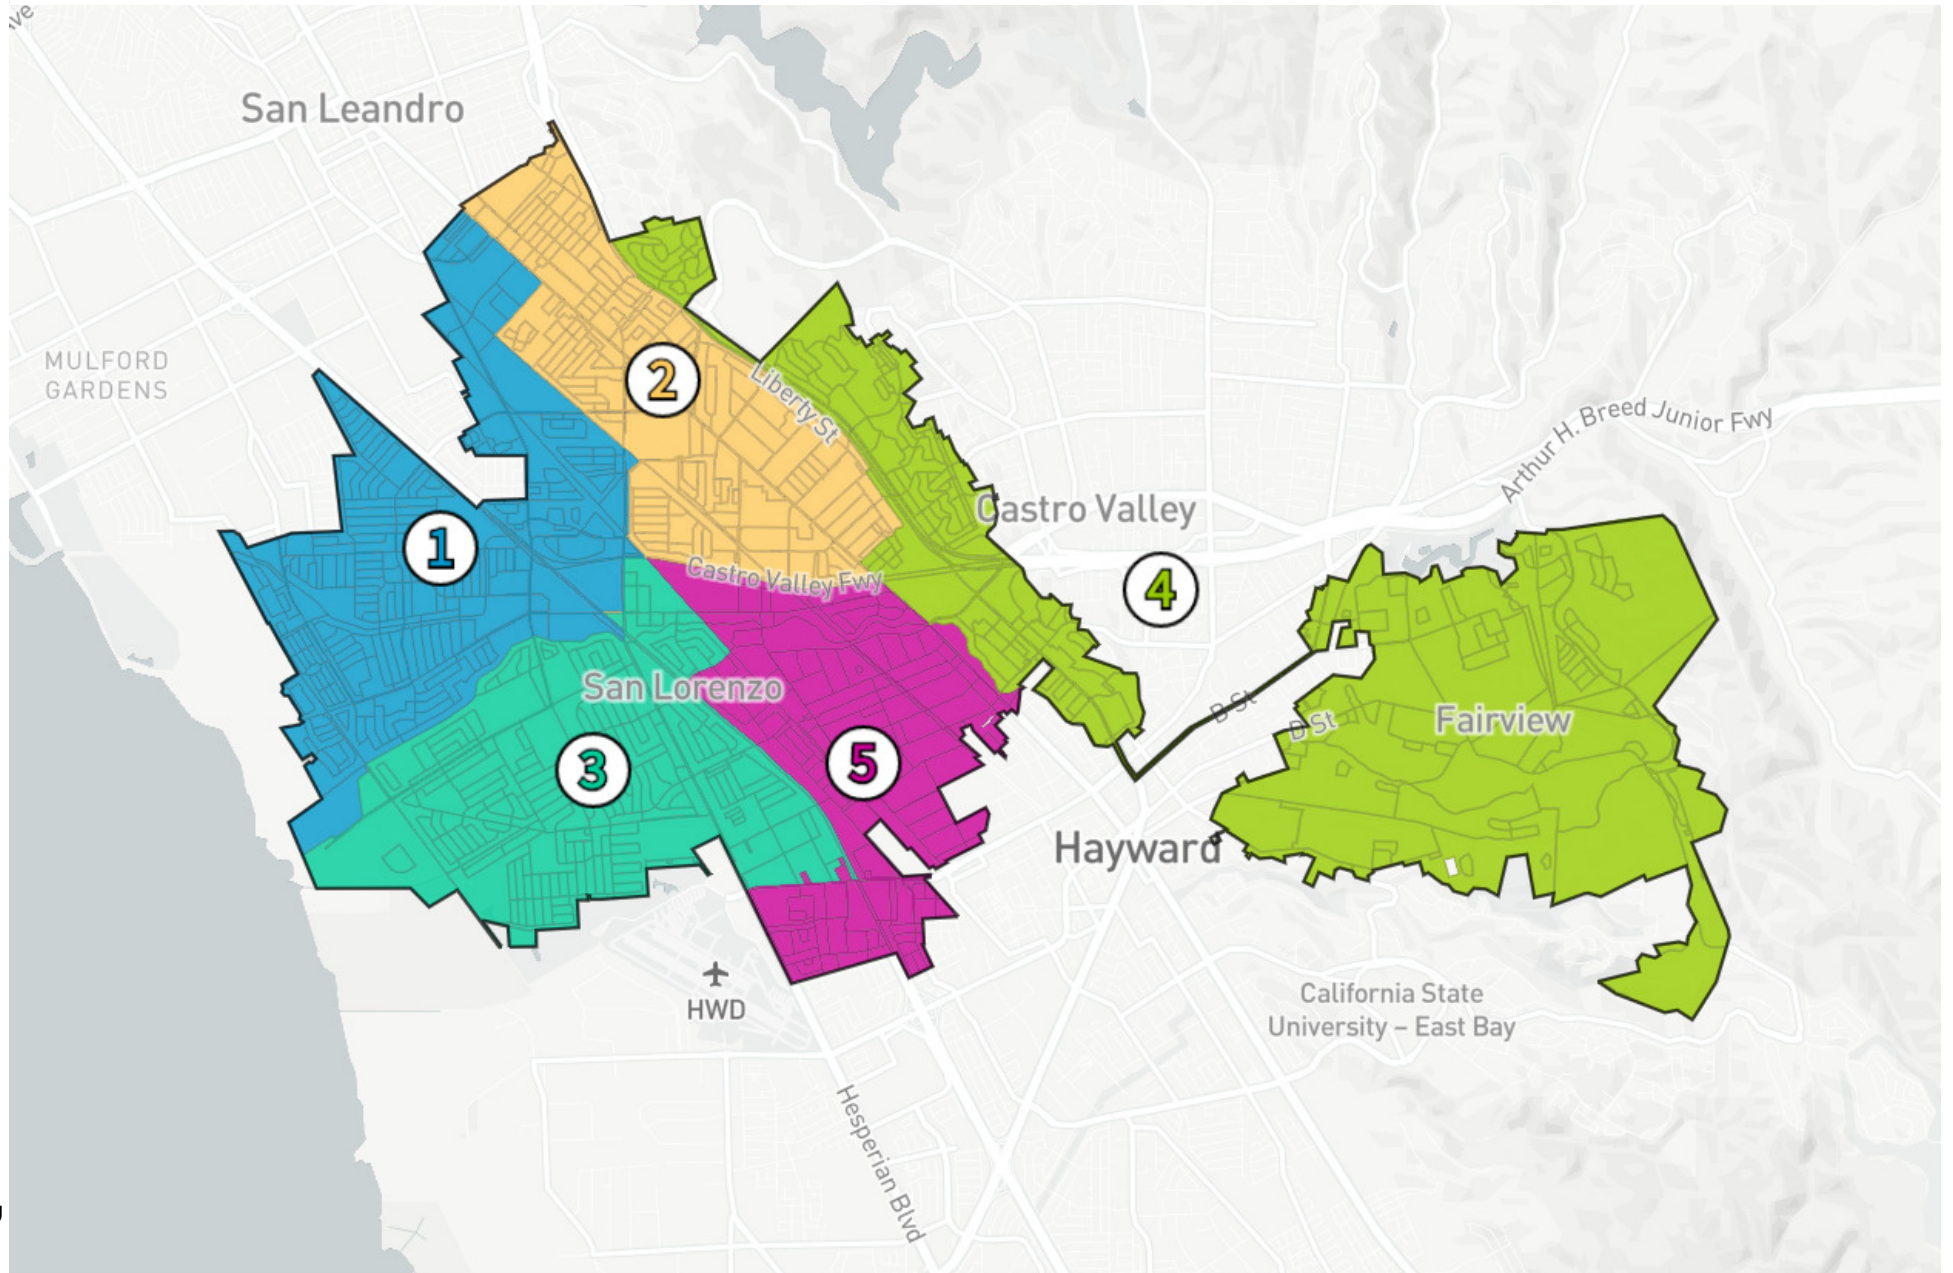 San Leandro
MULFORD
GARDENS
2
Liberty St
Arthur H. Breed Junior Fwy
Castro Valley
1
Castro Valley Fwy
4
San Lorenzo
B St
D St
Fairview
3
5
Hayward
HWD
California State
University – East Bay
Hesperian Blvd